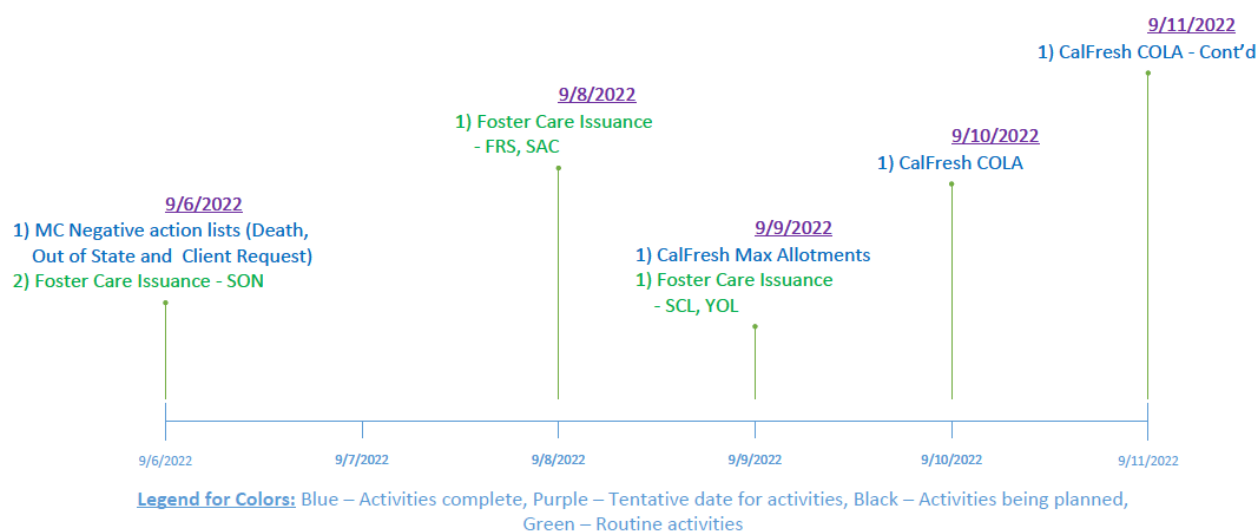 9/11/2022
1) CalFresh COLA - Cont’d
9/8/2022
1) Foster Care Issuance
- FRS, SAC
9/10/2022
1) CalFresh COLA
9/6/2022
1) MC Negative action lists (Death,
Out of State and Client Request)
2) Foster Care Issuance - SON
9/9/2022
1) CalFresh Max Allotments
1) Foster Care Issuance
- SCL, YOL
9/6/2022
9/7/2022
9/8/2022
9/9/2022
9/10/2022
9/11/2022
Legend for Colors: Blue – Activities complete, Purple – Tentative date for activities, Black – Activities being planned,
Green – Routine activities